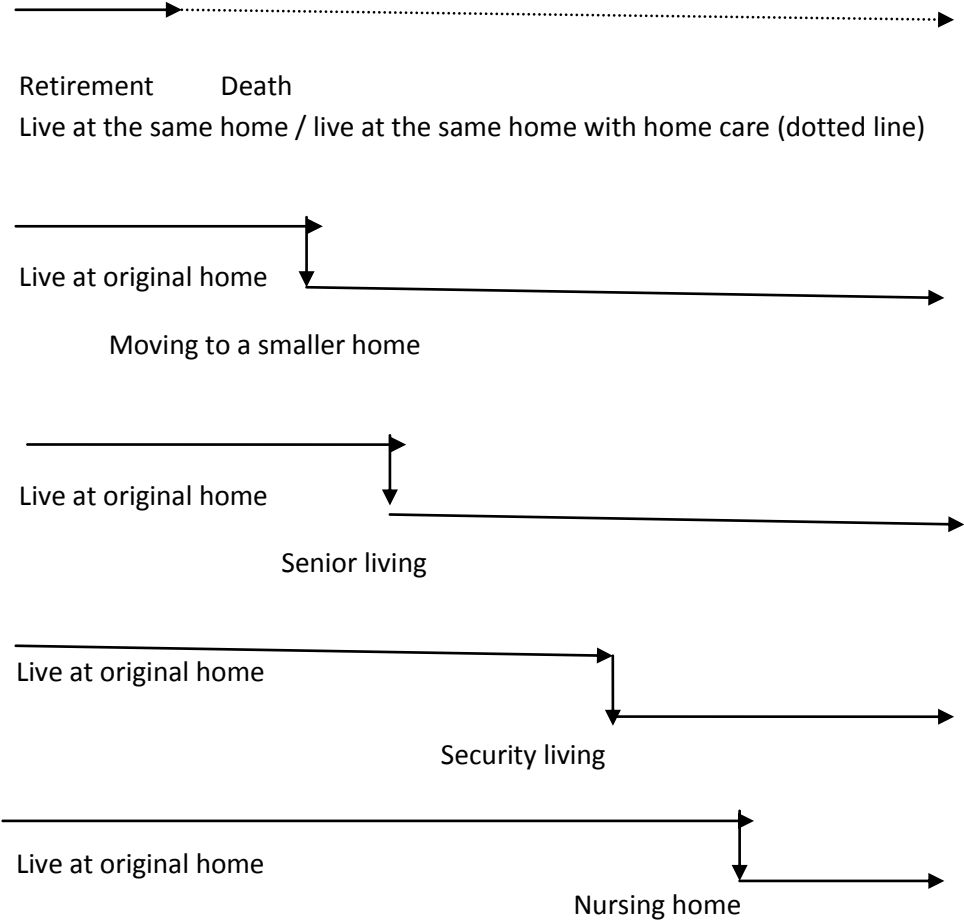 Retirement Death
Live at the same home / live at the same home with home care (dotted line)
Live at original home
Moving to a smaller home
Live at original home
Senior living
Live at original home
Security living
Live at original home
Nursing home